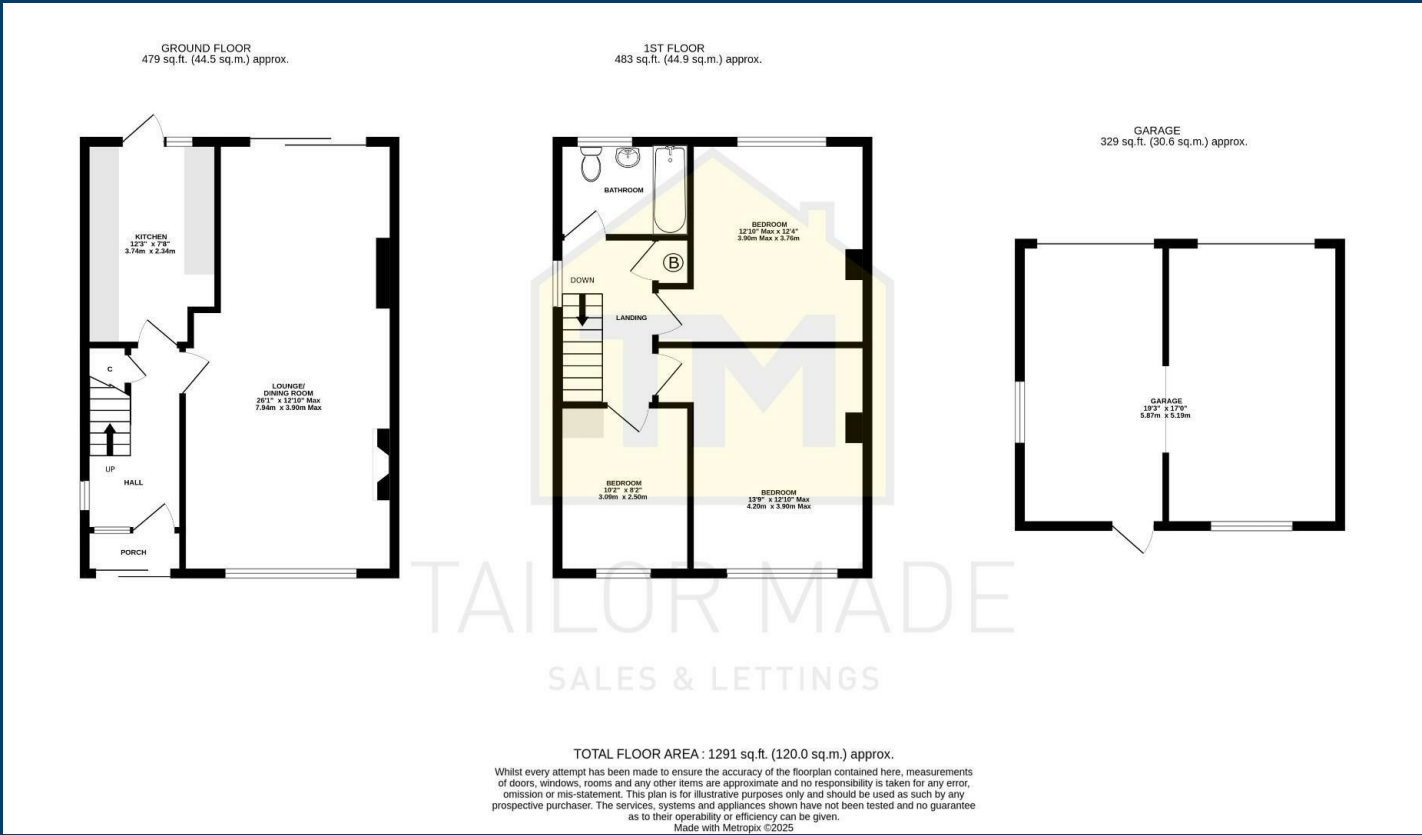 GROUND FLOOR
479 sq.ft. (44.5 sq.m.) approx.
KITCHEN
12'3" x 7'8"
3.74m x 2.34m
C
LOUNGE/
DINING ROOM
26'1" x 12'10" Max
7.94m x 3.90m Max
UP
HALL
PORCH
1ST FLOOR
483 sq.ft. (44.9 sq.m.) approx.
BATHROOM
BEDROOM
12'10" Max x 12'4"
3.90m Max x 3.76m
B
DOWN
LANDING
BEDROOM
10'2" x 8'2"
3.09m x 2.50m
BEDROOM
13'9" x 12'10" Max
4.20m x 3.90m Max
GARAGE
329 sq.ft. (30.6 sq.m.) approx.
GARAGE
19'3" x 17'0"
5.87m x 5.19m
TM
TAILOR MADE
SALES & LETTINGS
TOTAL FLOOR AREA : 1291 sq.ft. (120.0 sq.m.) approx.
Whilst every attempt has been made to ensure the accuracy of the floorplan contained here, measurements
of doors, windows, rooms and any other items are approximate and no responsibility is taken for any error,
omission or mis-statement. This plan is for illustrative purposes only and should be used as such by any
prospective purchaser. The services, systems and appliances shown have not been tested and no guarantee
as to their operability or efficiency can be given.
Made with Metropix ©2025